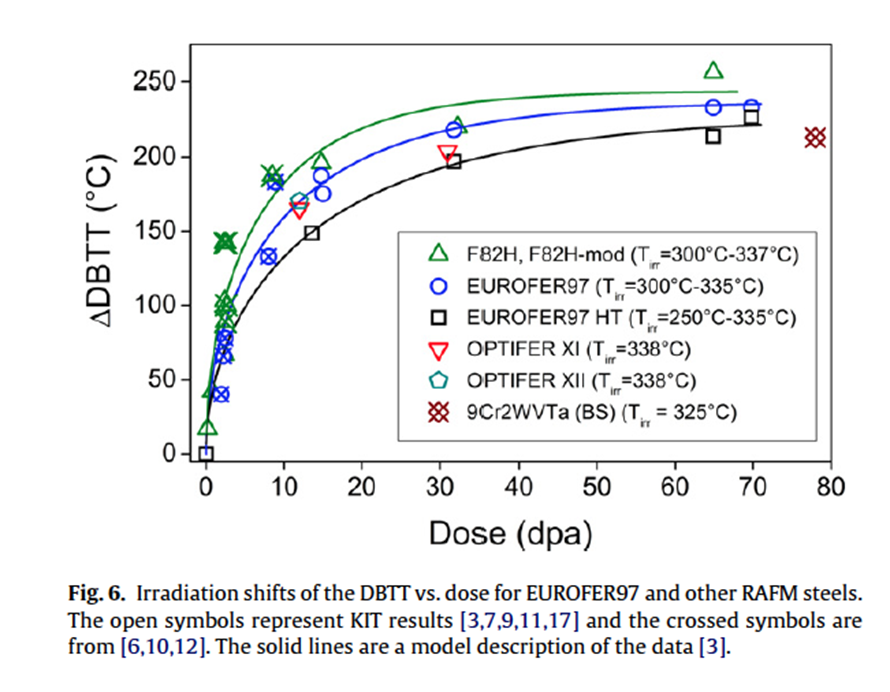 250
200
150
100
50
0
ΔDBTT (°C)
F82H, F82H-mod (Tirr=300°C-337°C)
EUROFER97 (Tirr=300°C-335°C)
EUROFER97 HT (Tirr=250°C-335°C)
OPTIFER XI (Tirr=338°C)
OPTIFER XII (Tirr=338°C)
9Cr2WVTa (BS) (Tirr = 325°C)
0 10 20 30 40 50 60 70 80
Dose (dpa)
Fig. 6. Irradiation shifts of the DBTT vs. dose for EUROFER97 and other RAFM steels.
The open symbols represent KIT results [3,7,9,11,17] and the crossed symbols are
from [6,10,12]. The solid lines are a model description of the data [3].